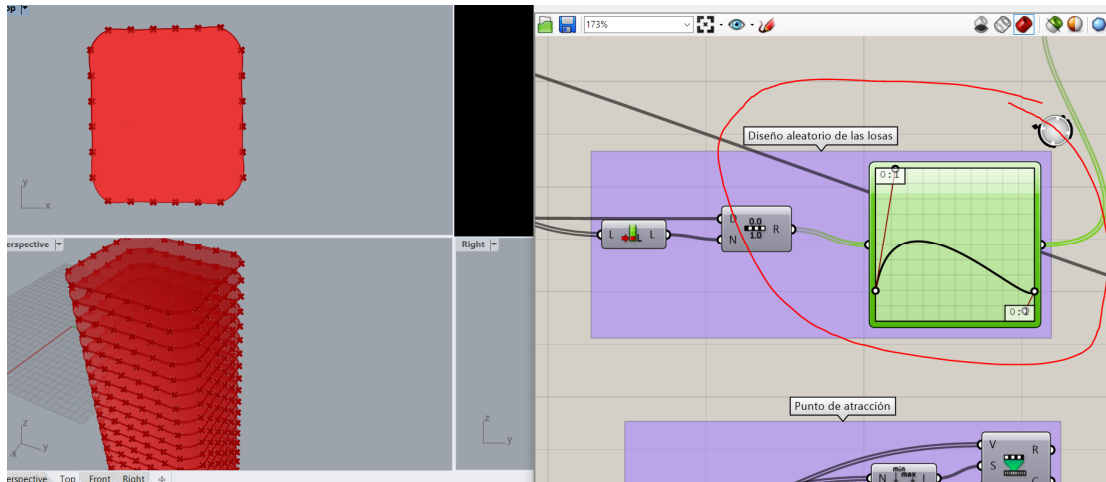 op
y
x
erspective
z
y
x
Right
z
y
erspective Top Front Right
173%
Diseño aleatorio de las losas
0:1
L L
D
N
0.0
1.0
R
0:0
Punto de atracción
min
max
N I
V
S
R
G